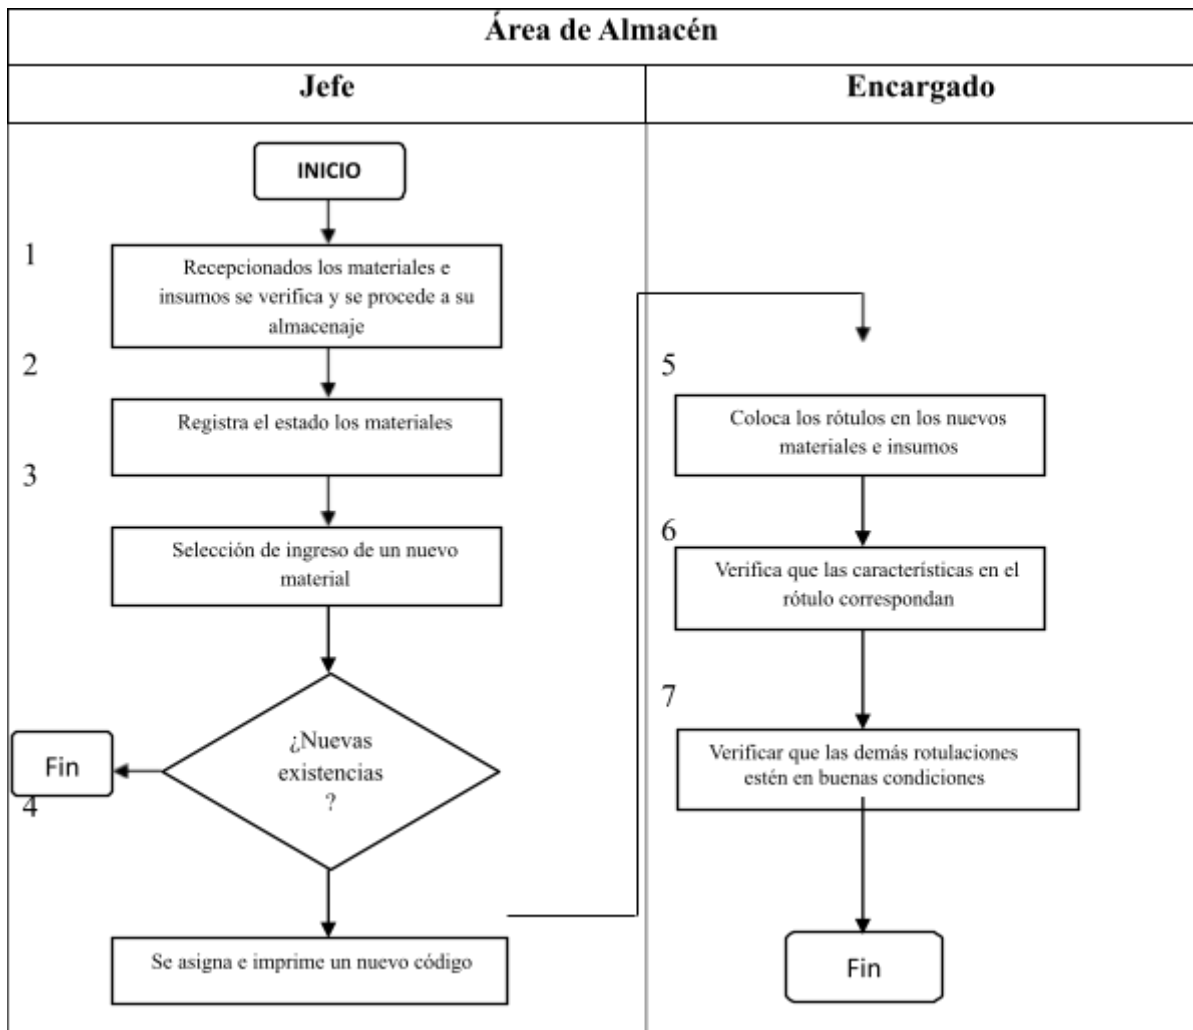 Área de Almacén
Jefe
Encargado
INICIO
1
Recepcionados los materiales e
insumos se verifica y se procede a su
almacenaje
2
Registra el estado los materiales
3
Selección de ingreso de un nuevo
material
¿Nuevas
existencias
?
Fin
4
Se asigna e imprime un nuevo código
5
Coloca los rótulos en los nuevos
materiales e insumos
6
Verifica que las características en el
rótulo correspondan
7
Verificar que las demás rotulaciones
estén en buenas condiciones
Fin